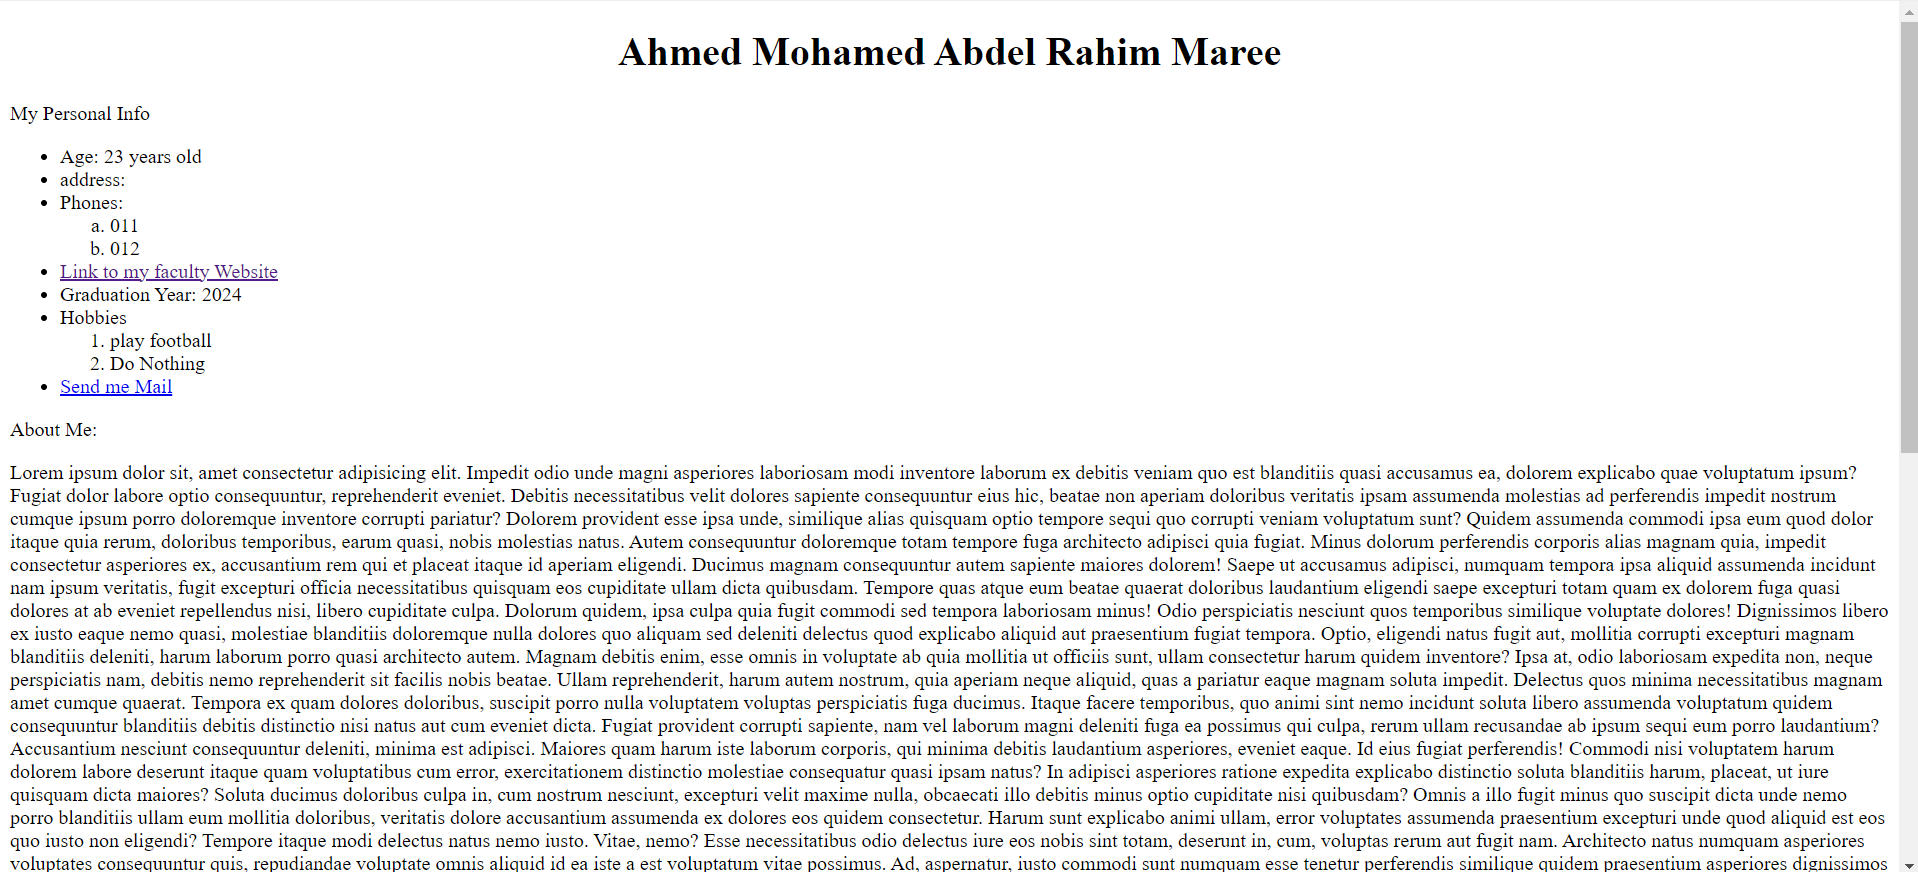 Ahmed Mohamed Abdel Rahim Maree
My Personal Info
Age: 23 years old
address:
Phones:
a. 011
b. 012
Link to my faculty Website
Graduation Year: 2024
Hobbies
1. play football
2. Do Nothing
Send me Mail
About Me:
Lorem ipsum dolor sit, amet consectetur adipisicing elit. Impedit odio unde magni asperiores laboriosam modi inventore laborum ex debitis veniam quo est blanditiis quasi accusamus ea, dolorem explicabo quae voluptatum ipsum?
Fugiat dolor labore optio consequuntur, reprehenderit eveniet. Debitis necessitatibus velit dolores sapiente consequuntur eius hic, beatae non aperiam doloribus veritatis ipsam assumenda molestias ad perferendis impedit nostrum
cumque ipsum porro doloremque inventore corrupti pariatur? Dolorem provident esse ipsa unde, similique alias quisquam optio tempore sequi quo corrupti veniam voluptatum sunt? Quidem assumenda commodi ipsa eum quod dolor
itaque quia rerum, doloribus temporibus, earum quasi, nobis molestias natus. Autem consequuntur doloremque totam tempore fuga architecto adipisci quia fugiat. Minus dolorum perferendis corporis alias magnam quia, impedit
consectetur asperiores ex, accusantium rem qui et placeat itaque id aperiam eligendi. Ducimus magnam consequuntur autem sapiente maiores dolorem! Saepe ut accusamus adipisci, numquam tempora ipsa aliquid assumenda incidunt
nam ipsum veritatis, fugit excepturi officia necessitatibus quisquam eos cupiditate ullam dicta quibusdam. Tempore quas atque eum beatae quaerat doloribus laudantium eligendi saepe excepturi totam quam ex dolorem fuga quasi
dolores at ab eveniet repellendus nisi, libero cupiditate culpa. Dolorum quidem, ipsa culpa quia fugit commodi sed tempora laboriosam minus! Odio perspiciatis nesciunt quos temporibus similique voluptate dolores! Dignissimos libero
ex iusto eaque nemo quasi, molestiae blanditiis doloremque nulla dolores quo aliquam sed deleniti delectus quod explicabo aliquid aut praesentium fugiat tempora. Optio, eligendi natus fugit aut, mollitia corrupti excepturi magnam
blanditiis deleniti, harum laborum porro quasi architecto autem. Magnam debitis enim, esse omnis in voluptate ab quia mollitia ut officiis sunt, ullam consectetur harum quidem inventore? Ipsa at, odio laboriosam expedita non, neque
perspiciatis nam, debitis nemo reprehenderit sit facilis nobis beatae. Ullam reprehenderit, harum autem nostrum, quia aperiam neque aliquid, quas a pariatur eaque magnam soluta impedit. Delectus quos minima necessitatibus magnam
amet cumque quaerat. Tempora ex quam dolores doloribus, suscipit porro nulla voluptatem voluptas perspiciatis fuga ducimus. Itaque facere temporibus, quo animi sint nemo incidunt soluta libero assumenda voluptatum quidem
consequuntur blanditiis debitis distinctio nisi natus aut cum eveniet dicta. Fugiat provident corrupti sapiente, nam vel laborum magni deleniti fuga ea possimus qui culpa, rerum ullam recusandae ab ipsum sequi eum porro laudantium?
Accusantium nesciunt consequuntur deleniti, minima est adipisci. Maiores quam harum iste laborum corporis, qui minima debitis laudantium asperiores, eveniet eaque. Id eius fugiat perferendis! Commodi nisi voluptatem harum
dolorem labore deserunt itaque quam voluptatibus cum error, exercitationem distinctio molestiae consequatur quasi ipsam natus? In adipisci asperiores ratione expedita explicabo distinctio soluta blanditiis harum, placeat, ut iure
quisquam dicta maiores? Soluta ducimus doloribus culpa in, cum nostrum nesciunt, excepturi velit maxime nulla, obcaecati illo debitis minus optio cupiditate nisi quibusdam? Omnis a illo fugit minus quo suscipit dicta unde nemo
porro blanditiis ullam eum mollitia doloribus, veritatis dolore accusantium assumenda ex dolores eos quidem consectetur. Harum sunt explicabo animi ullam, error voluptates assumenda praesentium excepturi unde quod aliquid est eos
quo iusto non eligendi? Tempore itaque modi delectus natus nemo iusto. Vitae, nemo? Esse necessitatibus odio delectus iure eos nobis sint totam, deserunt in, cum, voluptas rerum aut fugit nam. Architecto natus numquam asperiores
voluptates consequuntur quis, repudiandae voluptate omnis aliquid id ea iste a est voluptatum vitae possimus. Ad, aspernatur, iusto commodi sunt numquam esse tenetur perferendis similique quidem praesentium asperiores dignissimos